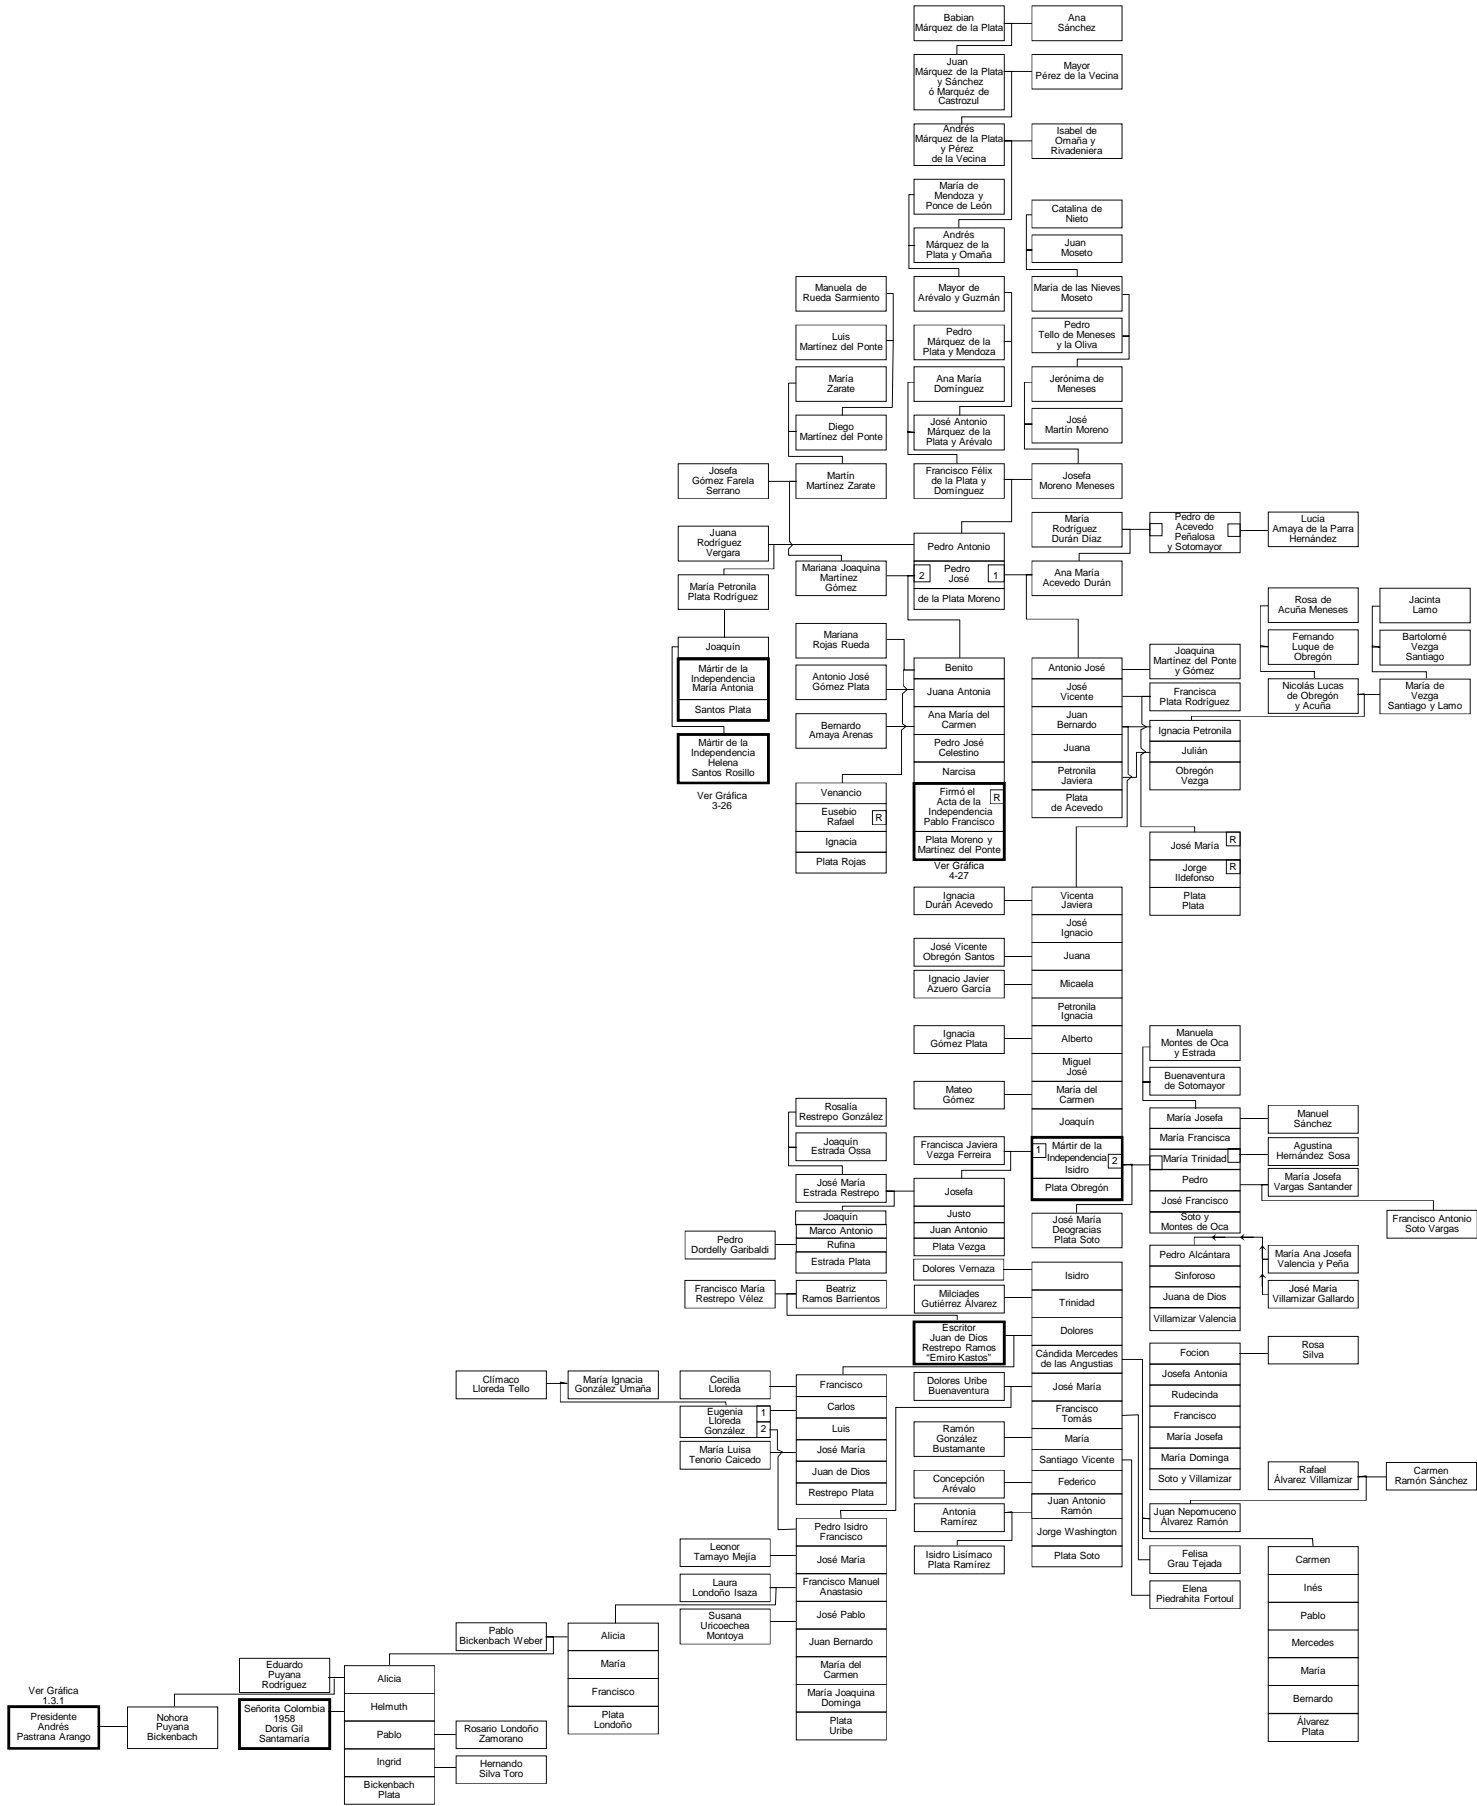 Babian
Márquez de la Plata
Ana
Sánchez
Juan
Márquez de la Plata
y Sánchez
ó Marquéz de
Castrozul
Mayor
Pérez de la Vecina
Andrés
Márquez de la Plata
y Pérez
de la Vecina
Isabel de
Omaña y
Rivadeniera
María de
Mendoza y
Ponce de León
Catalina de
Nieto
Andrés
Márquez de la
Plata y Omaña
Juan
Moseto
Manuela de
Rueda Sarmiento
Mayor de
Arévalo y Guzmán
María de las Nieves
Moseto
Luis
Martínez del Ponte
Pedro
Márquez de la
Plata y Mendoza
Pedro
Tello de Meneses
y la Oliva
María
Zarate
Ana María
Domínguez
Jerónima de
Meneses
Diego
Martínez del Ponte
José Antonio
Márquez de la
Plata y Arévalo
José
Martín Moreno
Josefa
Gómez Farela
Serrano
Martín
Martínez Zarate
Francisco Félix
de la Plata y
Domínguez
Josefa
Moreno Meneses
María
Rodríguez
Durán Díaz
Pedro de
Acevedo
Peñalosa
y Sotomayor
Lucia
Amaya de la Parra
Hernández
Juana
Rodríguez
Vergara
Pedro Antonio
Mariana Joaquina
Martínez
Gómez
2
Pedro
José
1
Ana María
Acevedo Durán
de la Plata Moreno
María Petronila
Plata Rodríguez
Rosa de
Acuña Meneses
Jacinta
Lamo
Fernando
Luque de
Obregón
Bartolomé
Vezga
Santiago
Nicolás Lucas
de Obregón
y Acuña
María de
Vezga
Santiago y Lamo
Joaquín
Mártir de la
Independencia
María Antonia
Santos Plata
Mártir de la
Independencia
Helena
Santos Rosillo
Ver Gráfica
3-26
Mariana
Rojas Rueda
Antonio José
Gómez Plata
Bernardo
Amaya Arenas
Benito
Juana Antonia
Ana María del
Carmen
Pedro José
Celestino
Narcisa
Firmó el
Acta de la
Independencia
Pablo Francisco
R
Plata Moreno y
Martínez del Ponte
Ver Gráfica
4-27
Venancio
Eusebio
Rafael
R
Ignacia
Plata Rojas
Antonio José
José
Vicente
Juan
Bernardo
Juana
Petronila
Javiera
Plata
de Acevedo
Joaquina
Martínez del Ponte
y Gómez
Francisca
Plata Rodríguez
Ignacia Petronila
Julián
Obregón
Vezga
José María
R
Jorge
Ildefonso
R
Plata
Plata
Ignacia
Durán Acevedo
Vicenta
Javiera
José
Ignacio
José Vicente
Obregón Santos
Juana
Ignacio Javier
Azuero García
Micaela
Petronila
Ignacia
Ignacia
Gómez Plata
Alberto
Miguel
José
Mateo
Gómez
María del
Carmen
Joaquín
Francisca Javiera
Vezga Ferreira
1
Mártir de la
Independencia
Isidro
2
Plata Obregón
Manuela
Montes de Oca
y Estrada
Buenaventura
de Sotomayor
María Josefa
María Francisca
María Trinidad
Pedro
José Francisco
Soto y
Montes de Oca
Manuel
Sánchez
Agustina
Hernández Sosa
María Josefa
Vargas Santander
Francisco Antonio
Soto Vargas
Rosalía
Restrepo González
Joaquín
Estrada Ossa
José María
Estrada Restrepo
Josefa
Justo
Juan Antonio
Plata Vezga
José María
Deogracias
Plata Soto
Joaquín
Marco Antonio
Rufina
Estrada Plata
Pedro
Dordelly Garibaldi
Pedro Alcántara
Sinforoso
Juana de Dios
Villamizar Valencia
María Ana Josefa
Valencia y Peña
José María
Villamizar Gallardo
Francisco María
Restrepo Vélez
Beatriz
Ramos Barrientos
Dolores Vernaza
Milciades
Gutiérrez Álvarez
Escritor
Juan de Dios
Restrepo Ramos
"Emiro Kastos"
Isidro
Trinidad
Dolores
Cándida Mercedes
de las Angustias
José María
Francisco
Tomás
María
Santiago Vicente
Federico
Juan Antonio
Ramón
Jorge Washington
Plata Soto
Dolores Uribe
Buenaventura
Ramón
González
Bustamante
Concepción
Arévalo
Antonia
Ramírez
Isidro Lisímaco
Plata Ramírez
Focion
Josefa Antonia
Rudecinda
Francisco
María Josefa
María Dominga
Soto y Villamizar
Rosa
Silva
Rafael
Álvarez Villamizar
Carmen
Ramón Sánchez
Juan Nepomuceno
Álvarez Ramón
Felisa
Grau Tejada
Elena
Piedrahita Fortoul
Carmen
Inés
Pablo
Mercedes
María
Bernardo
Álvarez
Plata
Clímaco
Lloreda Tello
María Ignacia
González Umaña
Cecilia
Lloreda
Eugenia
Lloreda
González
1
2
María Luisa
Tenorio Caicedo
Francisco
Carlos
Luis
José María
Juan de Dios
Restrepo Plata
Leonor
Tamayo Mejía
Laura
Londoño Isaza
Susana
Uricoechea
Montoya
Pedro Isidro
Francisco
José María
Francisco Manuel
Anastasio
José Pablo
Juan Bernardo
María del
Carmen
María Joaquina
Dominga
Plata
Uribe
Pablo
Bickenbach Weber
Alicia
María
Francisco
Plata
Londoño
Eduardo
Puyana
Rodríguez
Alicia
Helmuth
Pablo
Ingrid
Bickenbach
Plata
Rosario Londoño
Zamorano
Hernando
Silva Toro
Ver Gráfica
1.3.1
Presidente
Andrés
Pastrana Arango
Nohora
Puyana
Bickenbach
Señorita Colombia
1958
Doris Gil
Santamaría